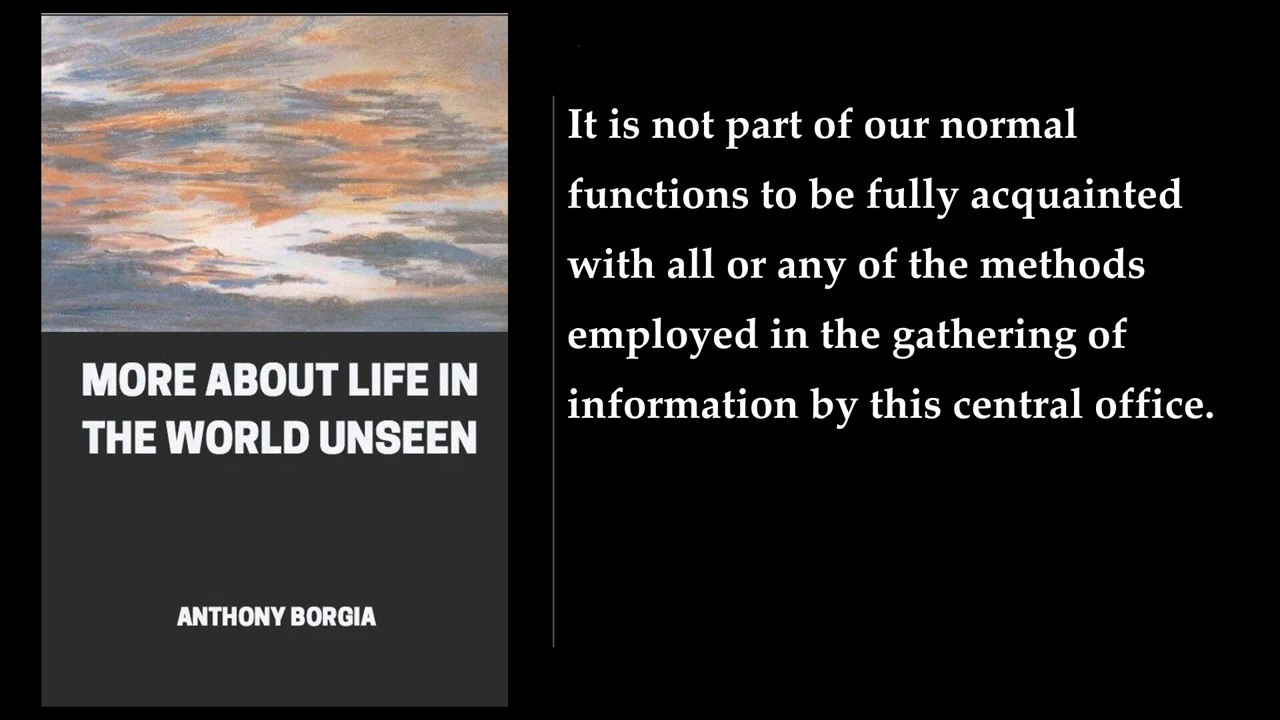 MORE ABOUT LIFE IN
THE WORLD UNSEEN
ANTHONY BORGIA
It is not part of our normal
functions to be fully acquainted
with all or any of the methods
employed in the gathering of
information by this central office.